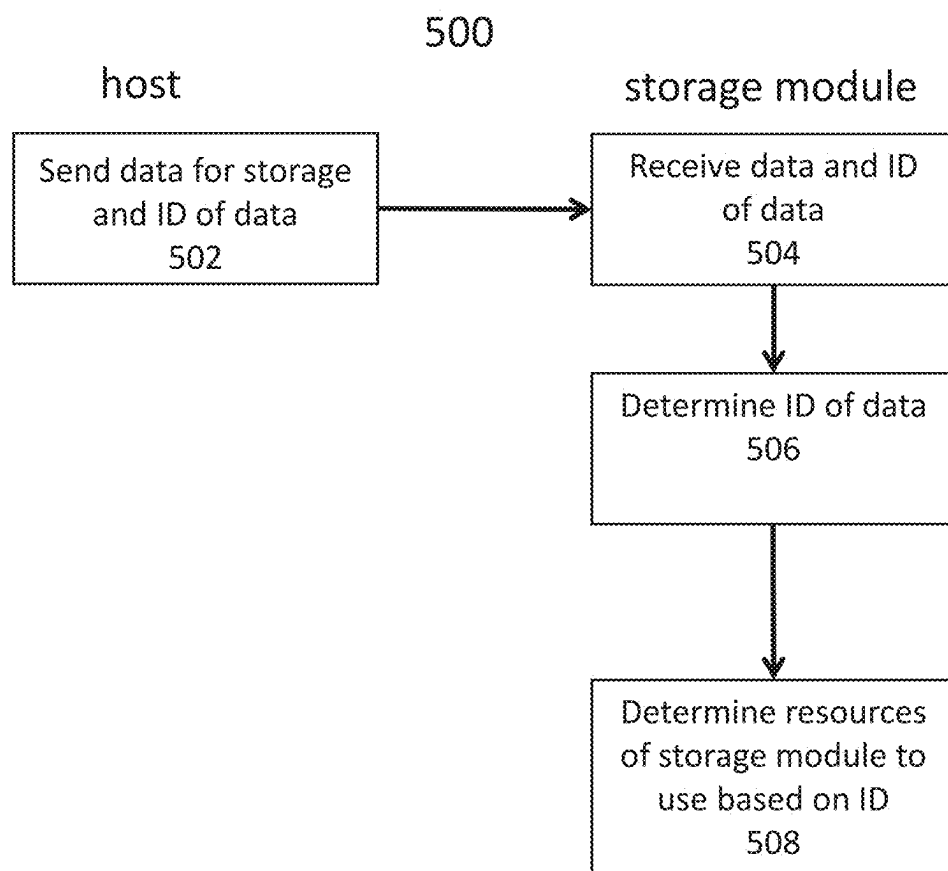 500
host
storage module
Send data for storage
and ID of data
502
Receive data and ID
of data
504
Determine ID of data
506
Determine resources
of storage module to
use based on ID
508